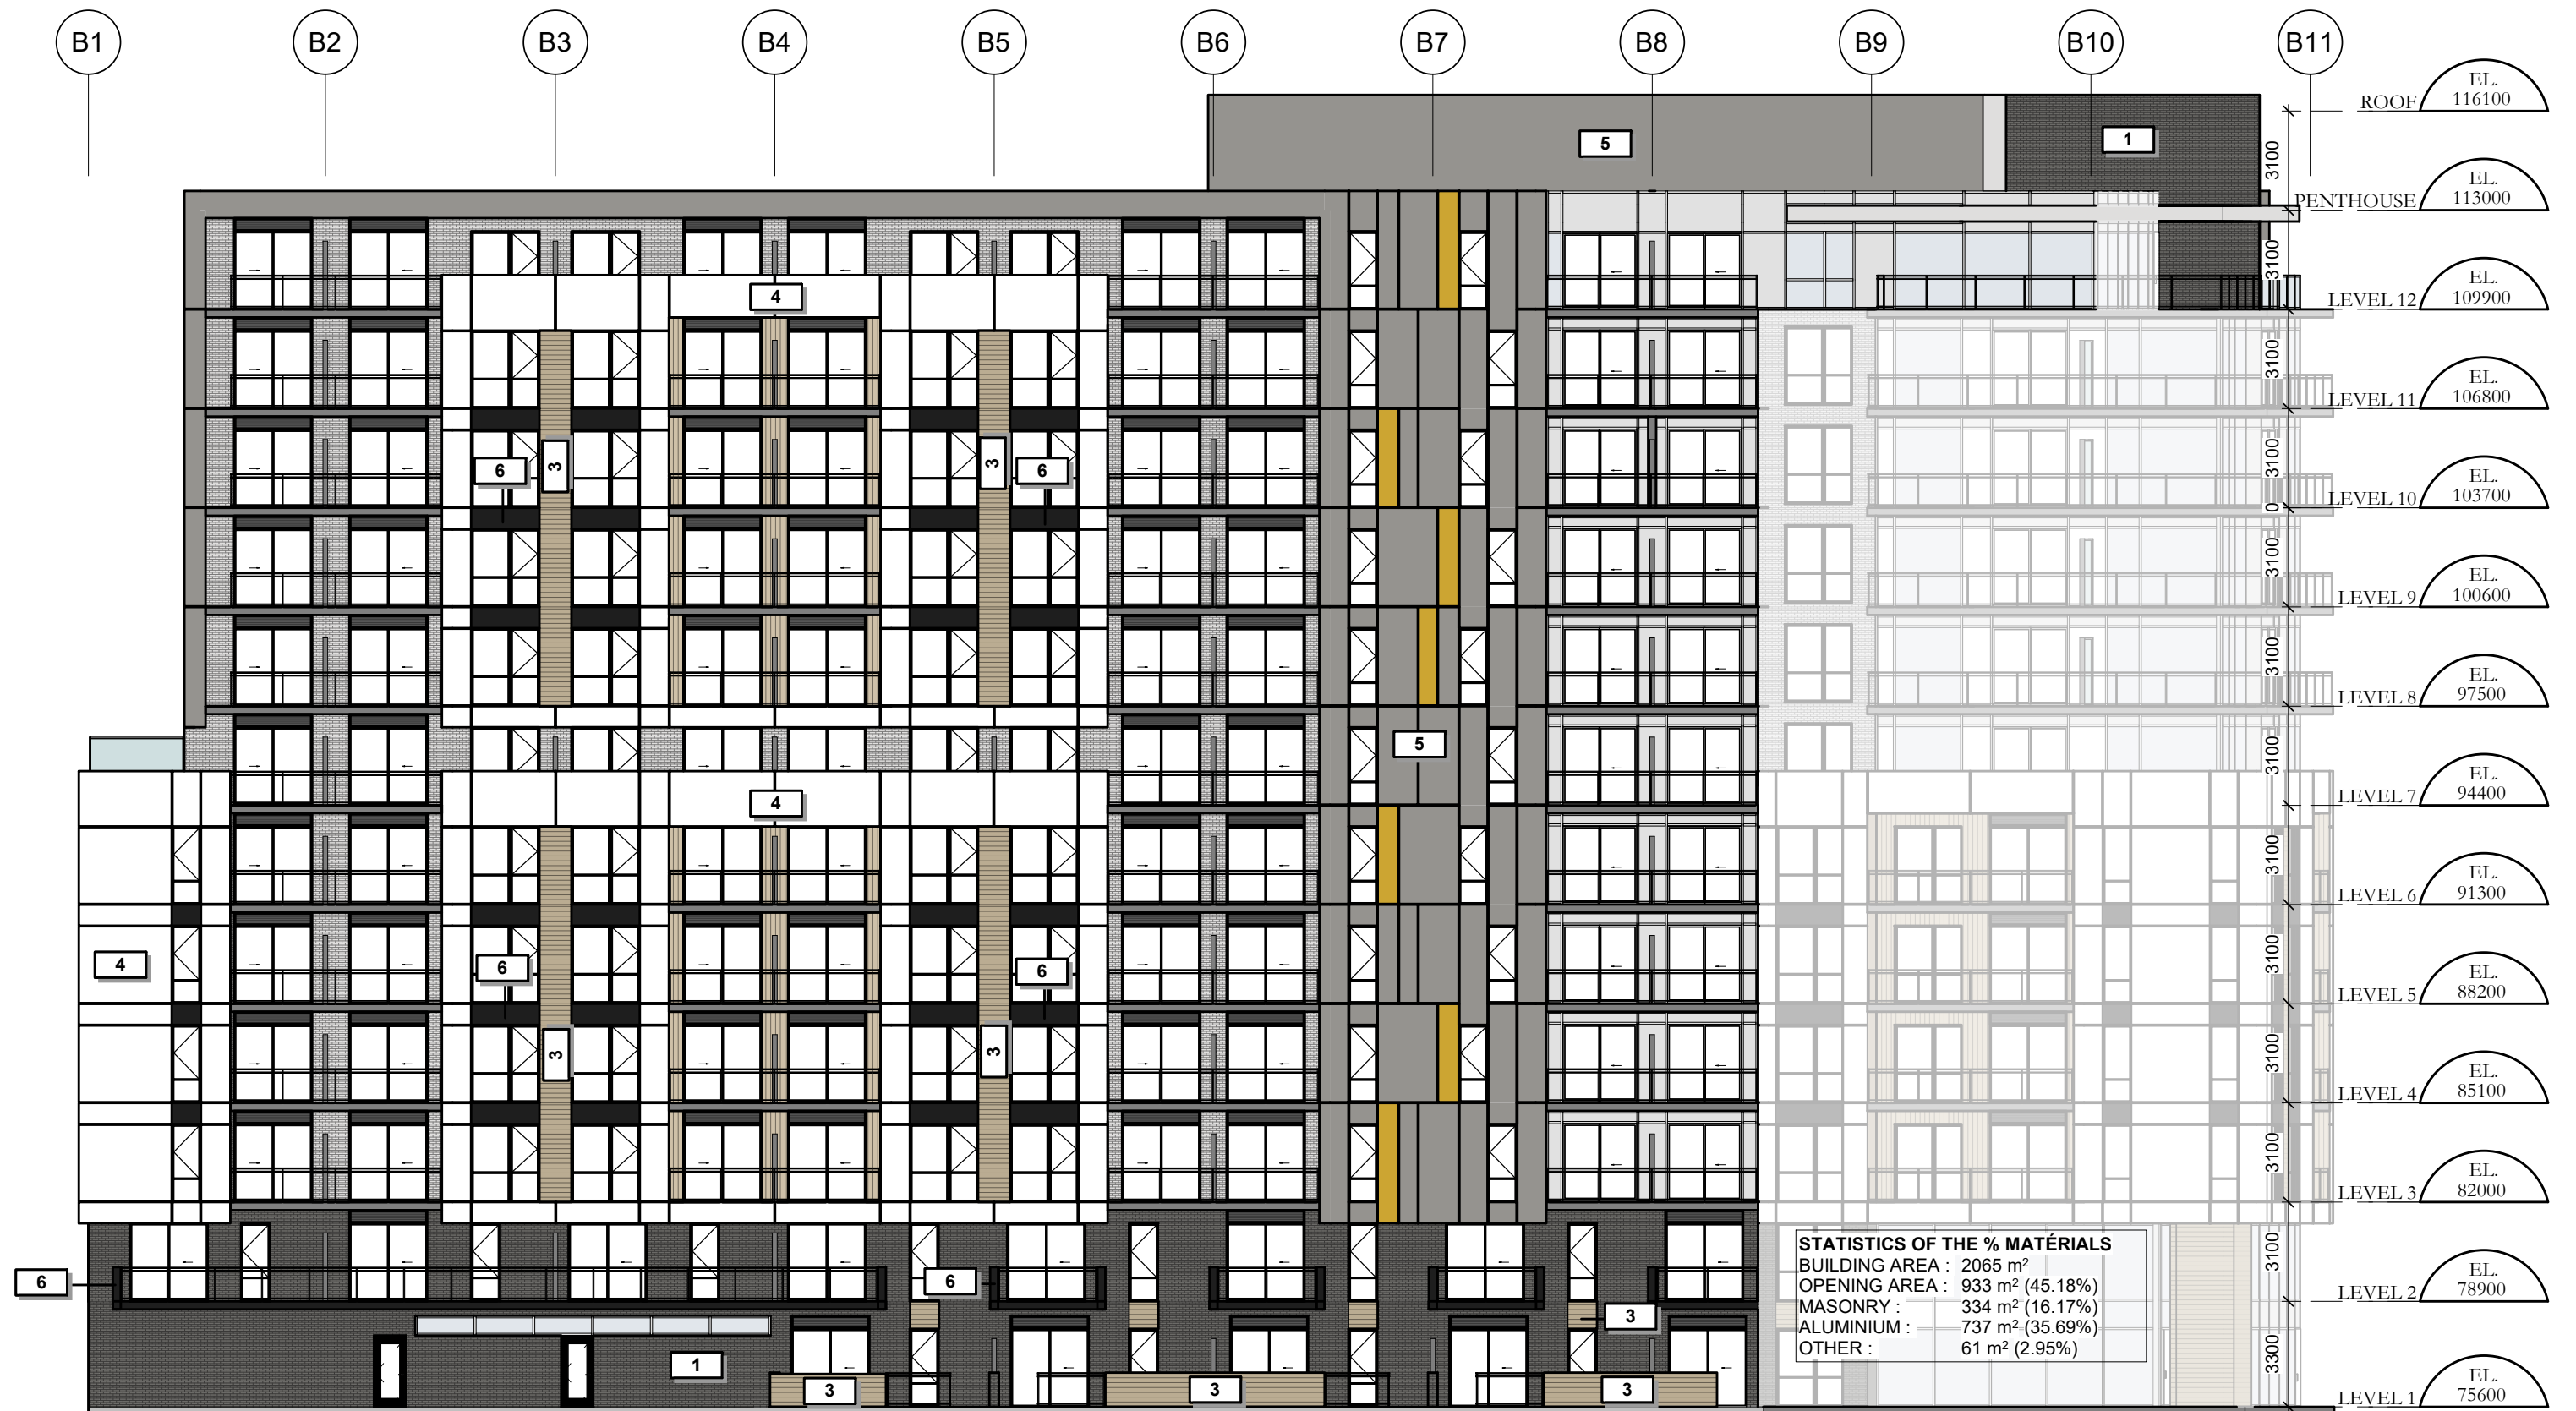 B1 B2 B3 B4 B5 B6 B7 B8 B9 B10 B11
ROOF EL. 116100
5 1
3100
PENTHOUSE EL. 113000
3100
4
LEVEL 12 EL. 109900
3100
LEVEL 11 EL. 106800
6 3 3 6
3100
LEVEL 10 EL. 103700
0
3100
LEVEL 9 EL. 100600
3100
LEVEL 8 EL. 97500
5
3100
4
LEVEL 7 EL. 94400
3100
LEVEL 6 EL. 91300
4 6 6
3100
LEVEL 5 EL. 88200
3 3
3100
LEVEL 4 EL. 85100
3100
LEVEL 3 EL. 82000
3100
6 6
LEVEL 2 EL. 78900
STATISTICS OF THE % MATÉRIALS
BUILDING AREA : 2065 m²
OPENING AREA : 933 m² (45.18%)
MASONRY : 334 m² (16.17%)
ALUMINIUM : 737 m² (35.69%)
OTHER : 61 m² (2.95%)
3
1
3300
3 3 3
LEVEL 1 EL. 75600